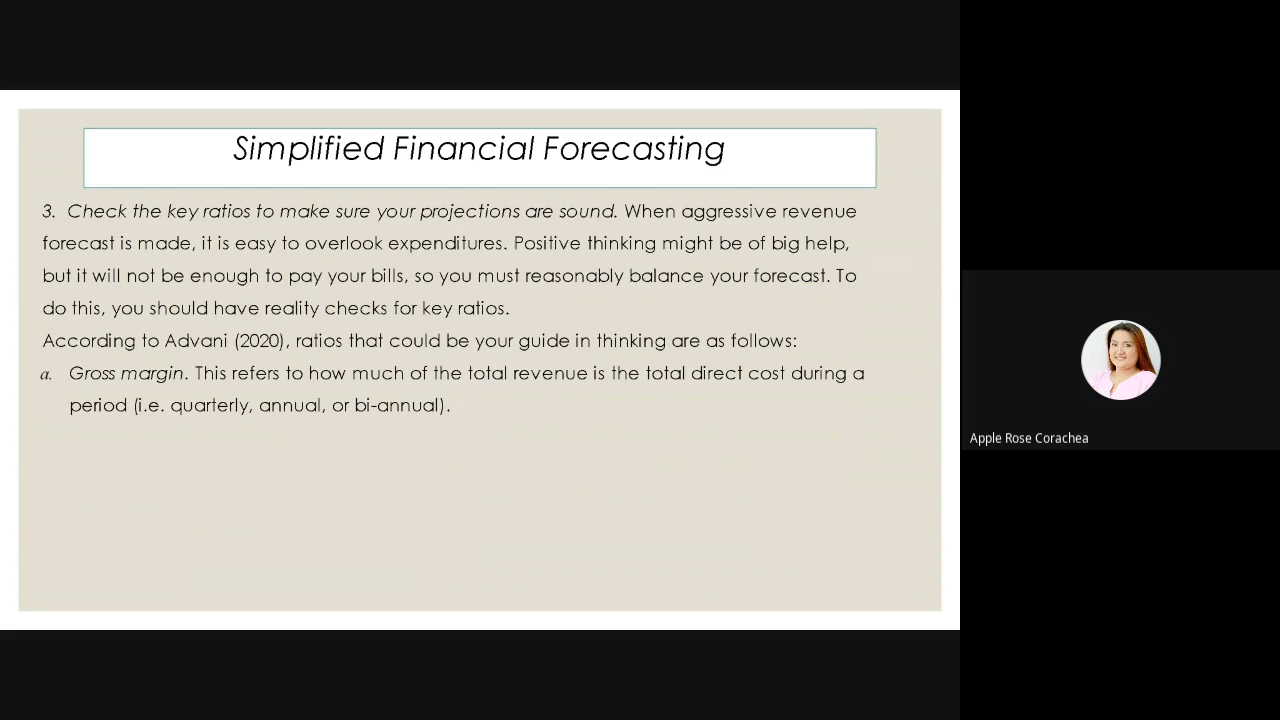 Simplified Financial Forecasting
3. Check the key ratios to make sure your projections are sound. When aggressive revenue
forecast is made, it is easy to overlook expenditures. Positive thinking might be of big help,
but it will not be enough to pay your bills, so you must reasonably balance your forecast. To
do this, you should have reality checks for key ratios.
According to Advani (2020), ratios that could be your guide in thinking are as follows:
a. Gross margin. This refers to how much of the total revenue is the total direct cost during a
period (i.e. quarterly, annual, or bi-annual).
Apple Rose Corachea